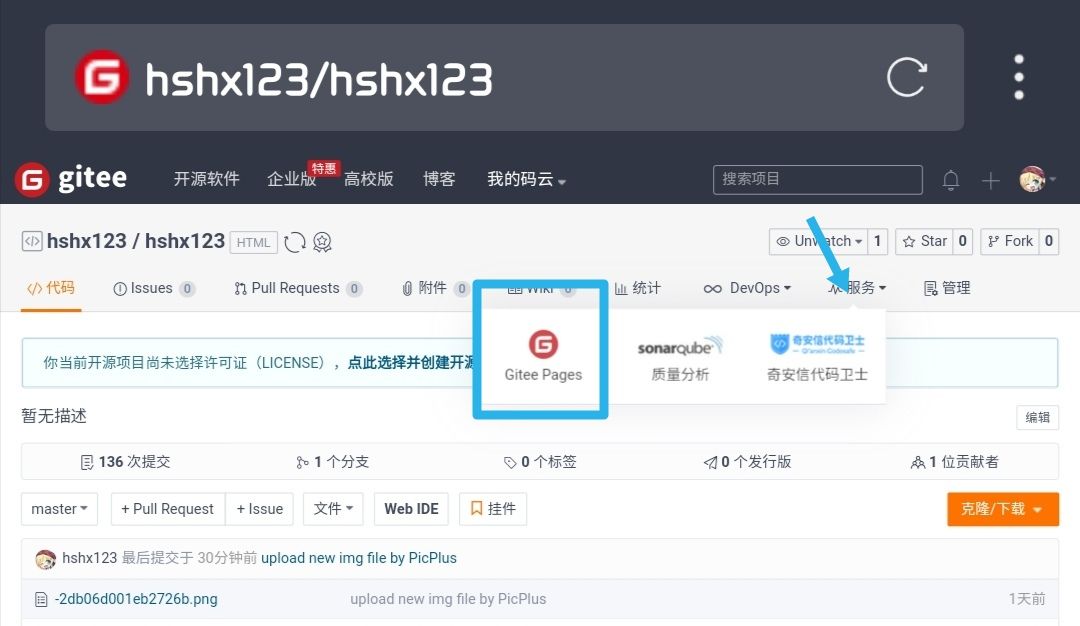 hshx123/hshx123
gitee 开源软件 企业版 特惠 高校版 博客 我的码云 搜索项目
hshx123 / hshx123 HTML Unwatch 1 Star 0 Fork 0
代码 Issues 0 Pull Requests 0 附件 0 Wiki 0 统计 DevOps 服务 管理
你当前开源项目尚未选择许可证（LICENSE），点此选择并创建开源
Gitee Pages
sonarqube
质量分析
奇安信代码卫士
Qi'anxin Codesafe
奇安信代码卫士
暂无描述 编辑
136 次提交 1 个分支 0 个标签 0 个发行版 1 位贡献者
master + Pull Request + Issue 文件 Web IDE 挂件 克隆/下载
hshx123 最后提交于 30分钟前 upload new img file by PicPlus
-2db06d001eb2726b.png upload new img file by PicPlus 1天前